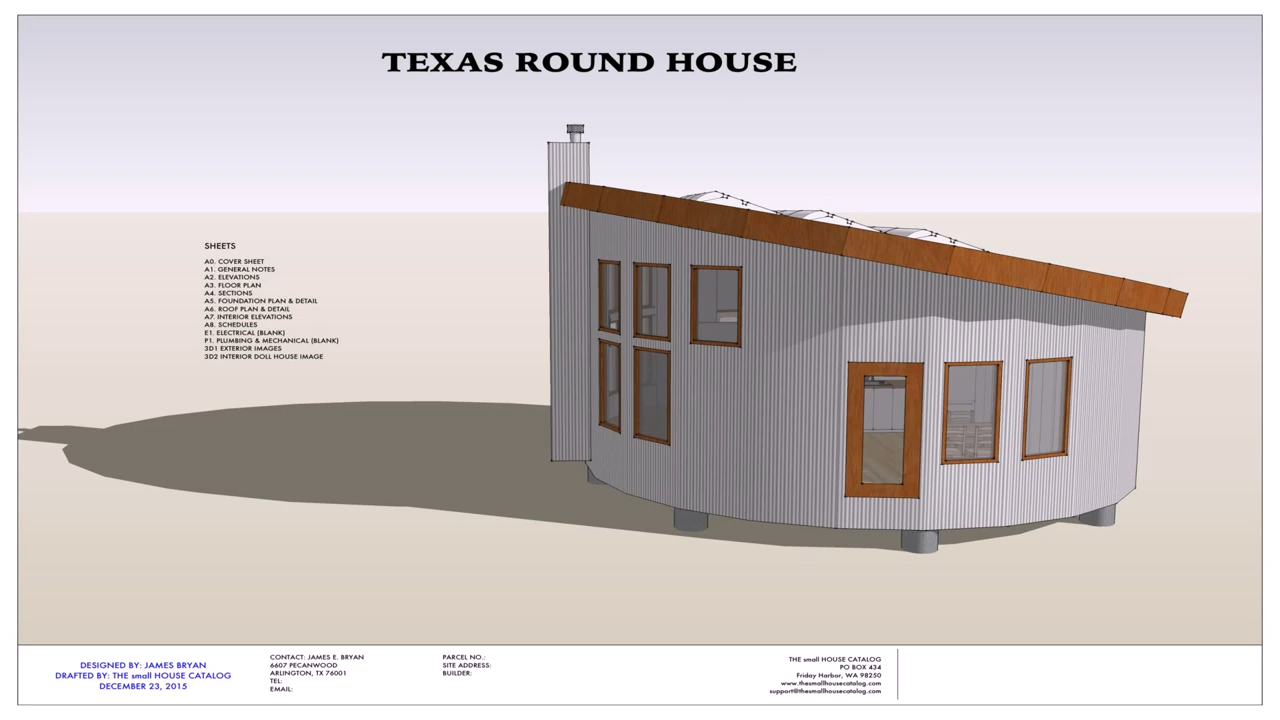 TEXAS ROUND HOUSE
SHEETS
A0. COVER SHEET
A1. GENERAL NOTES
A2. ELEVATIONS
A3. FLOOR PLAN
A4. SECTIONS
A5. FOUNDATION PLAN & DETAIL
A6. ROOF PLAN & DETAIL
A7. INTERIOR ELEVATIONS
A8. SCHEDULES
E1. ELECTRICAL (BLANK)
P1. PLUMBING & MECHANICAL (BLANK)
3D1 EXTERIOR IMAGES
3D2 INTERIOR DOLL HOUSE IMAGE
DESIGNED BY: JAMES BRYAN
DRAFTED BY: THE small HOUSE CATALOG
DECEMBER 23, 2015
CONTACT: JAMES E. BRYAN
6607 PECANWOOD
ARLINGTON, TX 76001
TEL:
EMAIL:
PARCEL NO.:
SITE ADDRESS:
BUILDER:
THE small HOUSE CATALOG
PO BOX 434
Friday Harbor, WA 98250
www.thesmallhousecatalog.com
support@thesmallhousecatalog.com